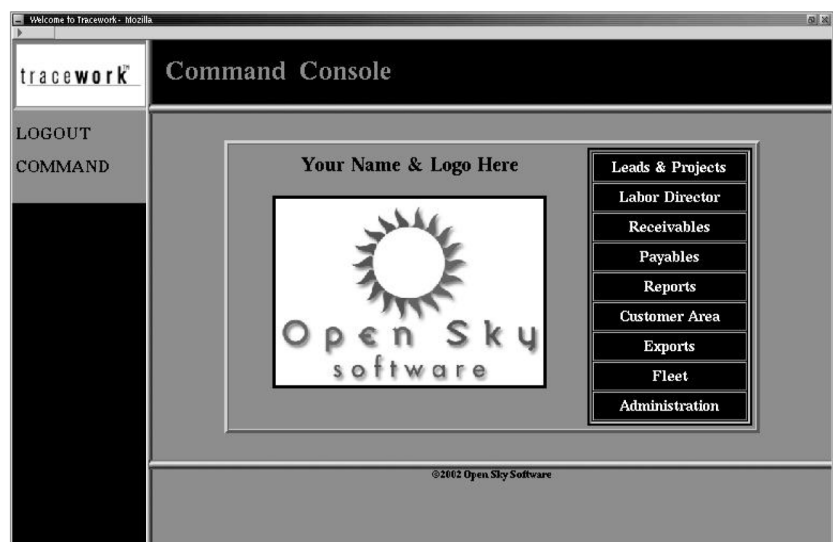 Welcome to Tracework - Mozilla
tracework™
Command Console
LOGOUT
COMMAND
Your Name & Logo Here
Open Sky
software
Leads & Projects
Labor Director
Receivables
Payables
Reports
Customer Area
Exports
Fleet
Administration
©2002 Open Sky Software